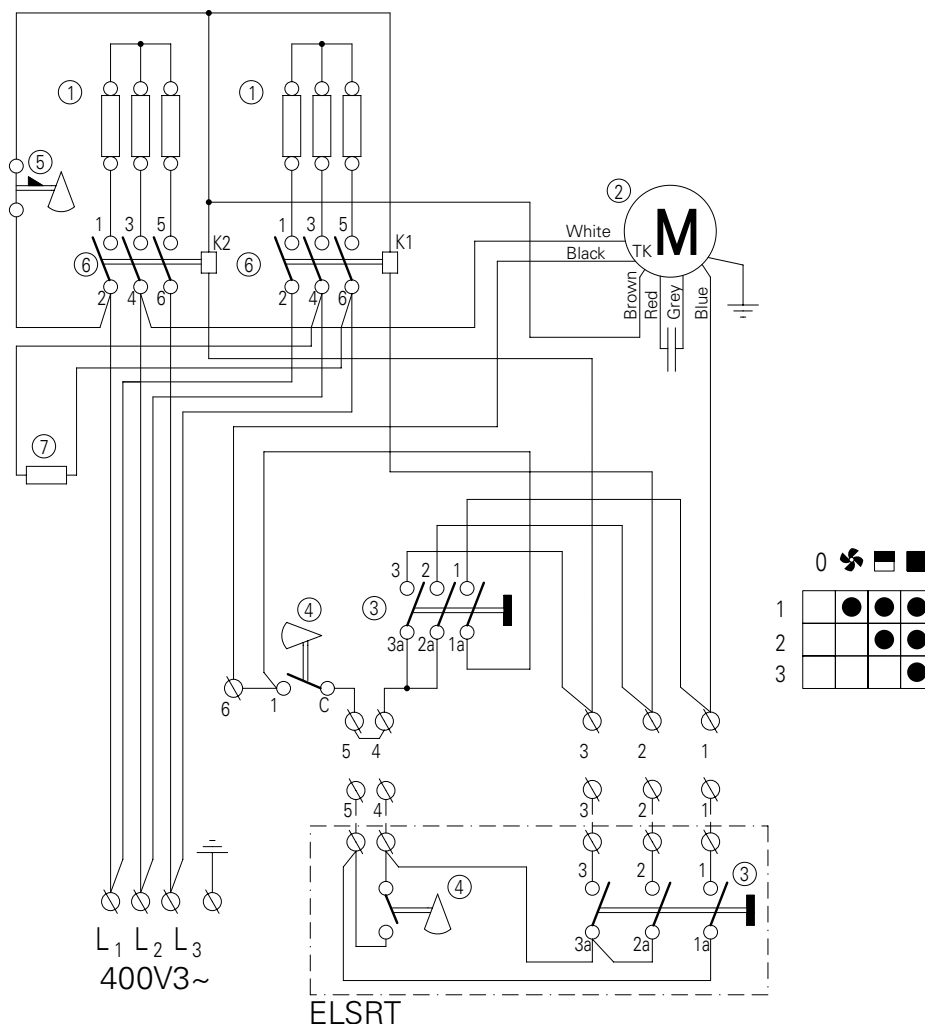 1 1
5
2
1 3 5 K2 1 3 5 K1
White
Black TK M
6 6
2 4 6 2 4 6
Brown Red Grey Blue
7
3 2 1
4 3
3a 2a 1a
6 1 C
5 4 3 2 1
5 4 3 2 1
3 2 1 3
4
3a 2a 1a
L1 L2 L3
400V3~
ELSRT
0
1
2
3